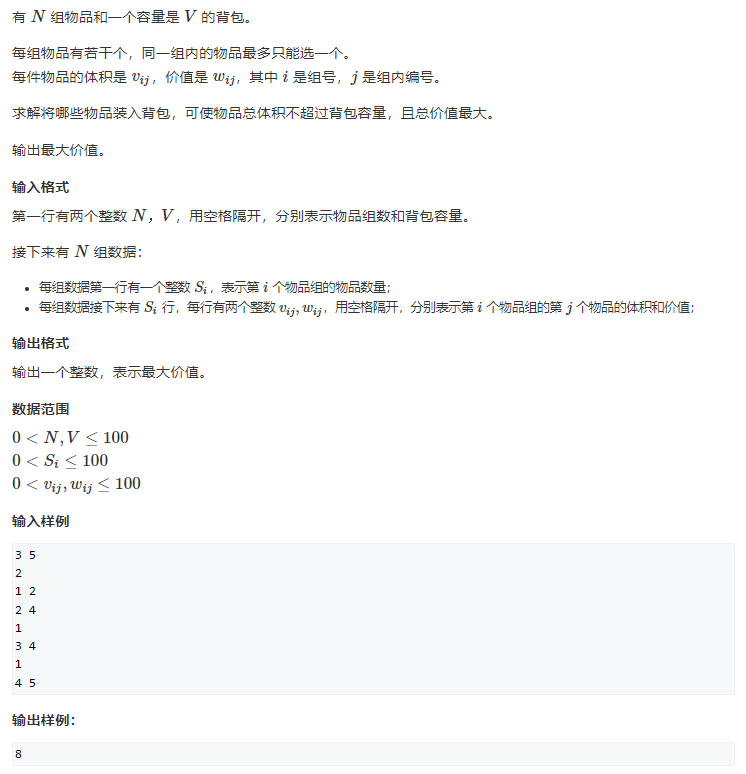 有 N 组物品和一个容量是 V 的背包。
每组物品有若干个，同一组内的物品最多只能选一个。
每件物品的体积是 v_{ij}，价值是 w_{ij}，其中 i 是组号，j 是组内编号。
求解将哪些物品装入背包，可使物品总体积不超过背包容量，且总价值最大。
输出最大价值。
输入格式
第一行有两个整数 N，V，用空格隔开，分别表示物品组数和背包容量。
接下来有 N 组数据：
• 每组数据第一行有一个整数 S_i，表示第 i 个物品组的物品数量；
• 每组数据接下来有 S_i 行，每行有两个整数 v_{ij}, w_{ij}，用空格隔开，分别表示第 i 个物品组的第 j 个物品的体积和价值；
输出格式
输出一个整数，表示最大价值。
数据范围
0 < N, V ≤ 100
0 < S_i ≤ 100
0 < v_{ij}, w_{ij} ≤ 100
输入样例
3 5
2
1 2
2 4
1
3 4
1
4 5
输出样例：
8